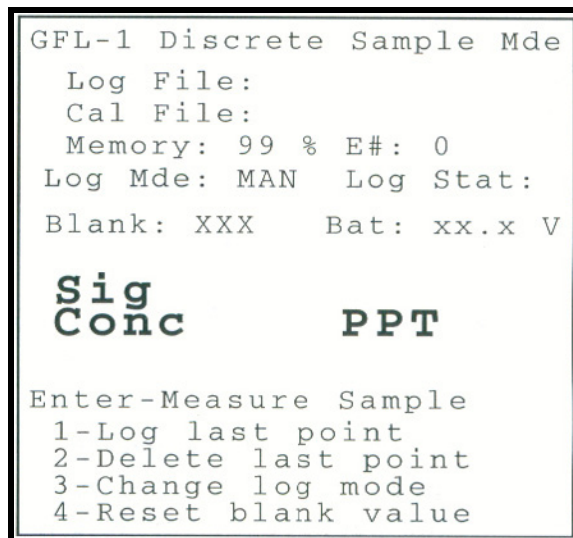 GFL-1 Discrete Sample Mde
Log File:
Cal File:
Memory: 99 % E#: 0
Log Mde: MAN Log Stat:
Blank: XXX Bat: xx.x V
Sig
Conc PPT
Enter-Measure Sample
1-Log last point
2-Delete last point
3-Change log mode
4-Reset blank value